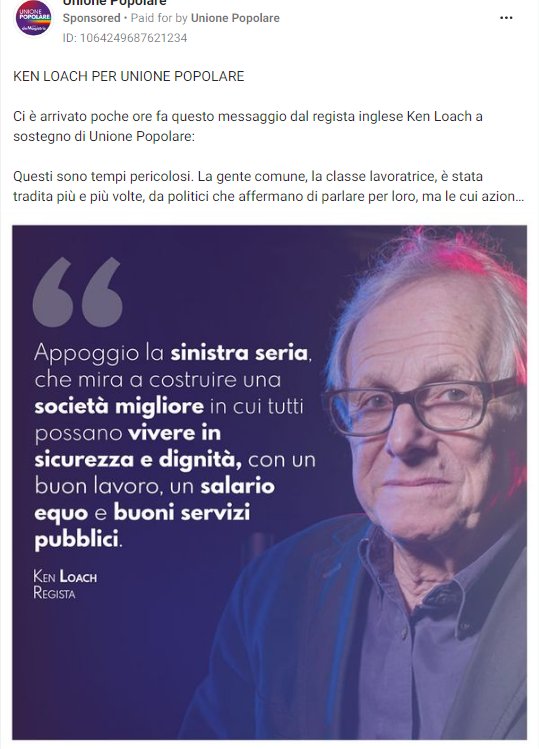 Unione Popolare
UNIONE
POPOLARE
Sponsored • Paid for by Unione Popolare
ID: 1064249687621234
KEN LOACH PER UNIONE POPOLARE
Ci è arrivato poche ore fa questo messaggio dal regista inglese Ken Loach a
sostegno di Unione Popolare:
Questi sono tempi pericolosi. La gente comune, la classe lavoratrice, è stata
tradita più e più volte, da politici che affermano di parlare per loro, ma le cui azion...
Appoggio la sinistra seria,
che mira a costruire una
società migliore in cui tutti
possano vivere in
sicurezza e dignità, con un
buon lavoro, un salario
equo e buoni servizi
pubblici.
Ken Loach
Regista